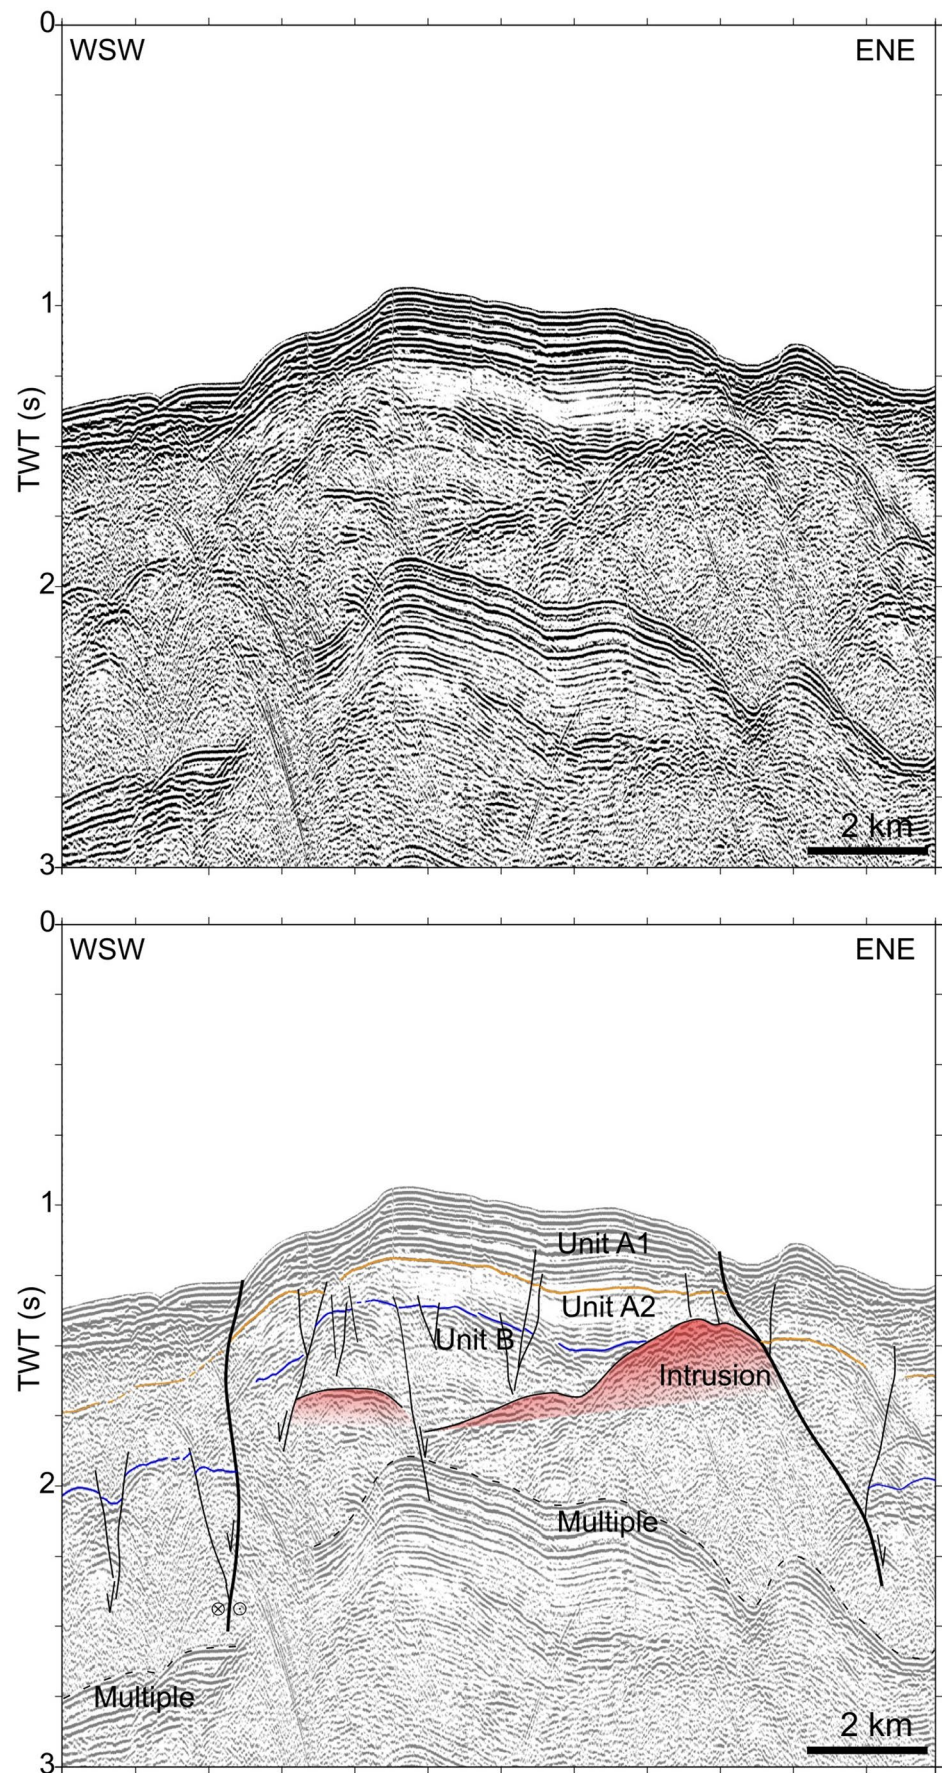 0
WSW ENE
1
TWT (s)
2
2 km
3
0
WSW ENE
1
Unit A1
Unit A2
TWT (s)
Unit B
Intrusion
2
Multiple
Multiple
2 km
3